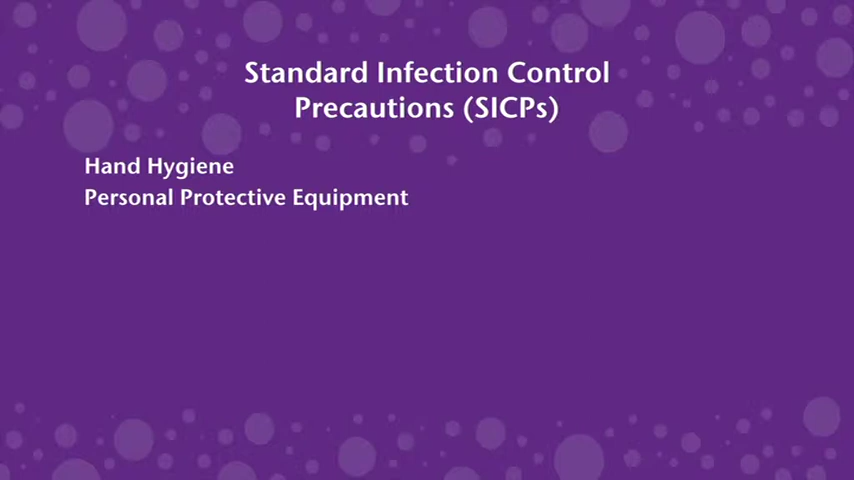 Standard Infection Control
Precautions (SICPs)
Hand Hygiene
Personal Protective Equipment